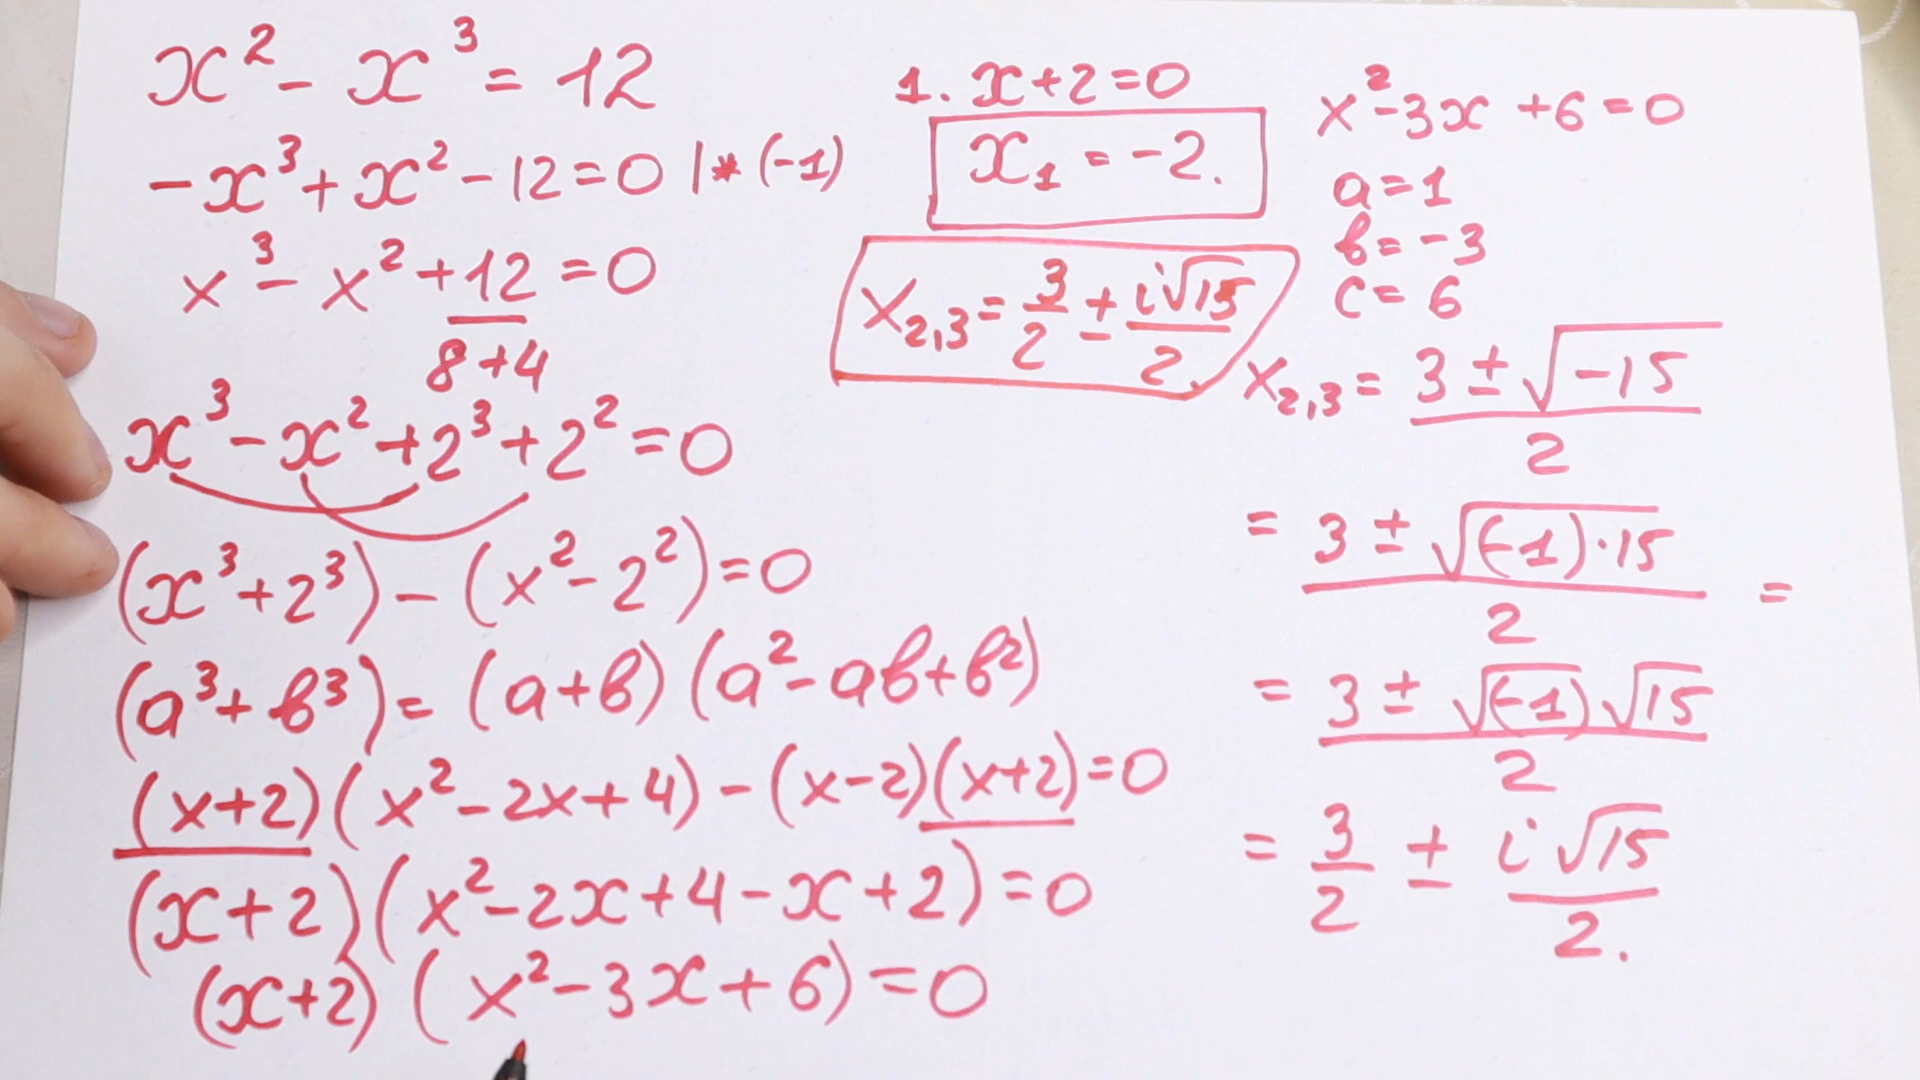 x² - x³ = 12
-x³ + x² - 12 = 0 |* (-1)
x³ - x² + 12 = 0
8+4
x³ - x² + 2³ + 2² = 0
(x³ + 2³) - (x² - 2²) = 0
(a³ + b³) = (a+b)(a² - ab + b²)
(x+2)(x² - 2x + 4) - (x-2)(x+2) = 0
(x+2)(x² - 2x + 4 - x + 2) = 0
(x+2)(x² - 3x + 6) = 0
1. x+2=0
x₁ = -2.
x₂,₃ = 3/2 ± i√15/2.
x² - 3x + 6 = 0
a=1
b=-3
c=6
x₂,₃ = (3 ± √-15)/2
= (3 ± √(-1)·15)/2 =
= (3 ± √(-1) √15)/2
= 3/2 ± i√15/2.